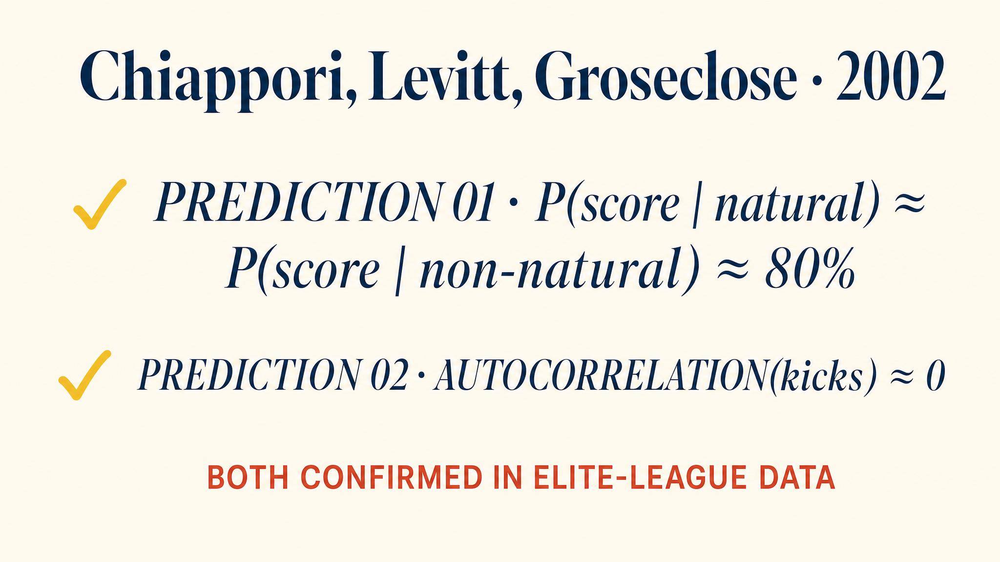 Chiappori, Levitt, Groseclose · 2002
✓ PREDICTION 01 · P(score | natural) ≈
P(score | non-natural) ≈ 80%
✓ PREDICTION 02 · AUTOCORRELATION(kicks) ≈ 0
BOTH CONFIRMED IN ELITE-LEAGUE DATA